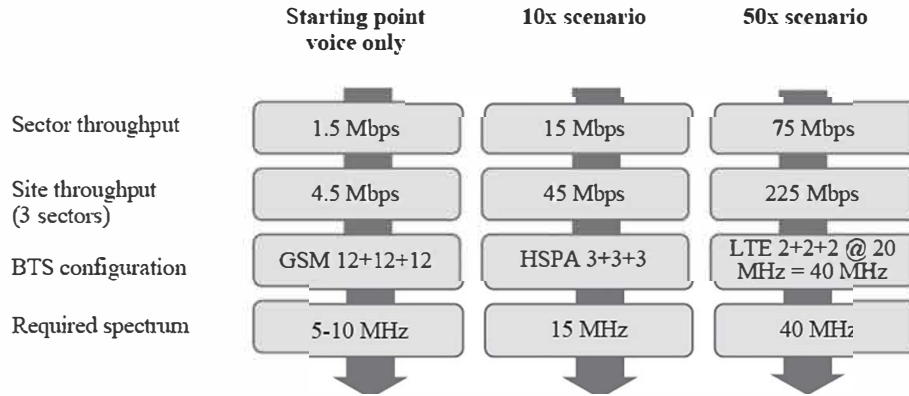 Starting point 10x scenario 50x scenario
voice only
Sector throughput 1.5 Mbps 15 Mbps 75 Mbps
Site throughput 4.5 Mbps 45 Mbps 225 Mbps
(3 sectors)
BTS configuration GSM 12+12+12 HSPA 3+3+3 LTE 2+2+2 @ 20
MHz = 40 MHz
Required spectrum 5-10 MHz 15 MHz 40 MHz